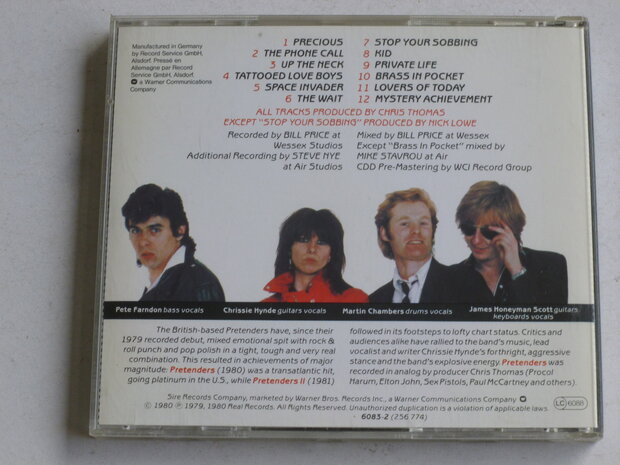 Manufactured in Germany
by Record Service GmbH,
Alsdorf. Pressé en
Allemagne par Record
Service GmbH, Alsdorf.
a Warner Communications
Company
1 PRECIOUS
2 THE PHONE CALL
3 UP THE NECK
4 TATTOOED LOVE BOYS
5 SPACE INVADER
6 THE WAIT
7 STOP YOUR SOBBING
8 KID
9 PRIVATE LIFE
10 BRASS IN POCKET
11 LOVERS OF TODAY
12 MYSTERY ACHIEVEMENT
ALL TRACKS PRODUCED BY CHRIS THOMAS
EXCEPT "STOP YOUR SOBBING" PRODUCED BY NICK LOWE
Recorded by BILL PRICE at
Wessex Studios
Additional Recording by STEVE NYE
at Air Studios
Mixed by BILL PRICE at Wessex
Except "Brass In Pocket" mixed by
MIKE STAVROU at Air
CDD Pre-Mastering by WCI Record Group
Pete Farndon bass vocals
Chrissie Hynde guitars vocals
Martin Chambers drums vocals
James Honeyman Scott guitars
keyboards vocals
The British-based Pretenders have, since their
1979 recorded debut, mixed emotional spit with rock &
roll punch and pop polish in a tight, tough and very real
combination. This resulted in achievements of major
magnitude: Pretenders (1980) was a transatlantic hit,
going platinum in the U.S., while Pretenders II (1981)
followed in its footsteps to lofty chart status. Critics and
audiences alike have rallied to the band's music, lead
vocalist and writer Chrissie Hynde's forthright, aggressive
stance and the band's explosive energy. Pretenders was
recorded in analog by producer Chris Thomas (Procol
Harum, Elton John, Sex Pistols, Paul McCartney and others).
Sire Records Company, marketed by Warner Bros. Records Inc., a Warner Communications Company
© 1980 ℗ 1979, 1980 Real Records. All Rights Reserved. Unauthorized duplication is a violation of applicable laws.
6083-2 (256 774)
LC 6088